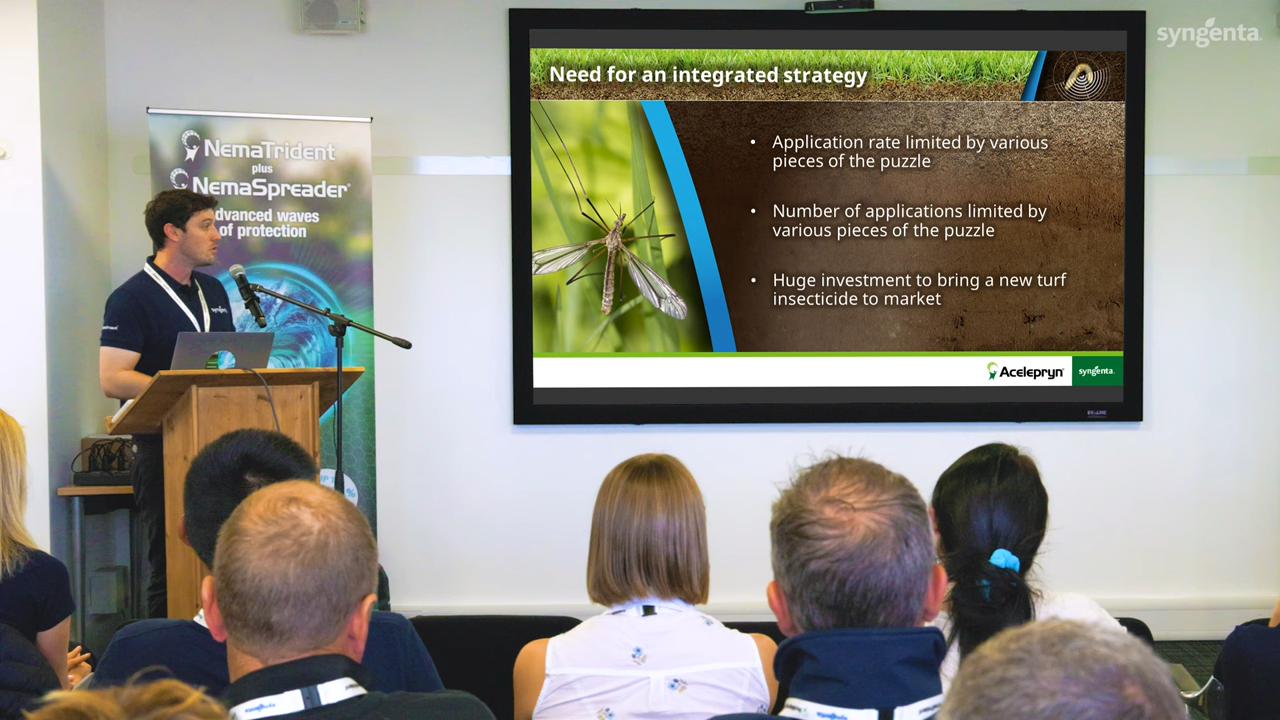 syngenta
NemaTrident
plus
NemaSpreader®
dvanced waves
of protection
syngenta
Need for an integrated strategy
• Application rate limited by various
pieces of the puzzle
• Number of applications limited by
various pieces of the puzzle
• Huge investment to bring a new turf
insecticide to market
Acelepryn®
syngenta